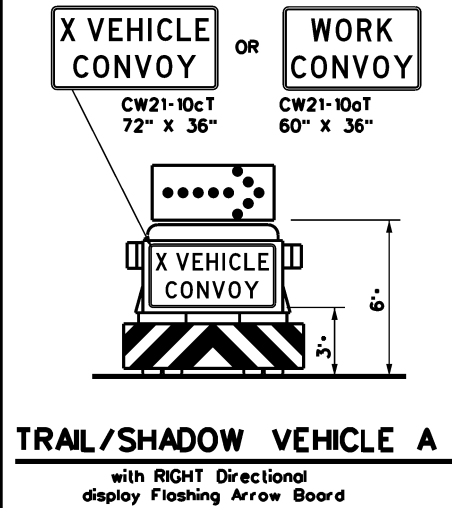 X VEHICLE
CONVOY
OR
WORK
CONVOY
CW21-10cT
72" X 36"
CW21-10aT
60" X 36"
X VEHICLE
CONVOY
6'•
3'•
TRAIL/SHADOW VEHICLE A
with RIGHT Directional
display Flashing Arrow Board